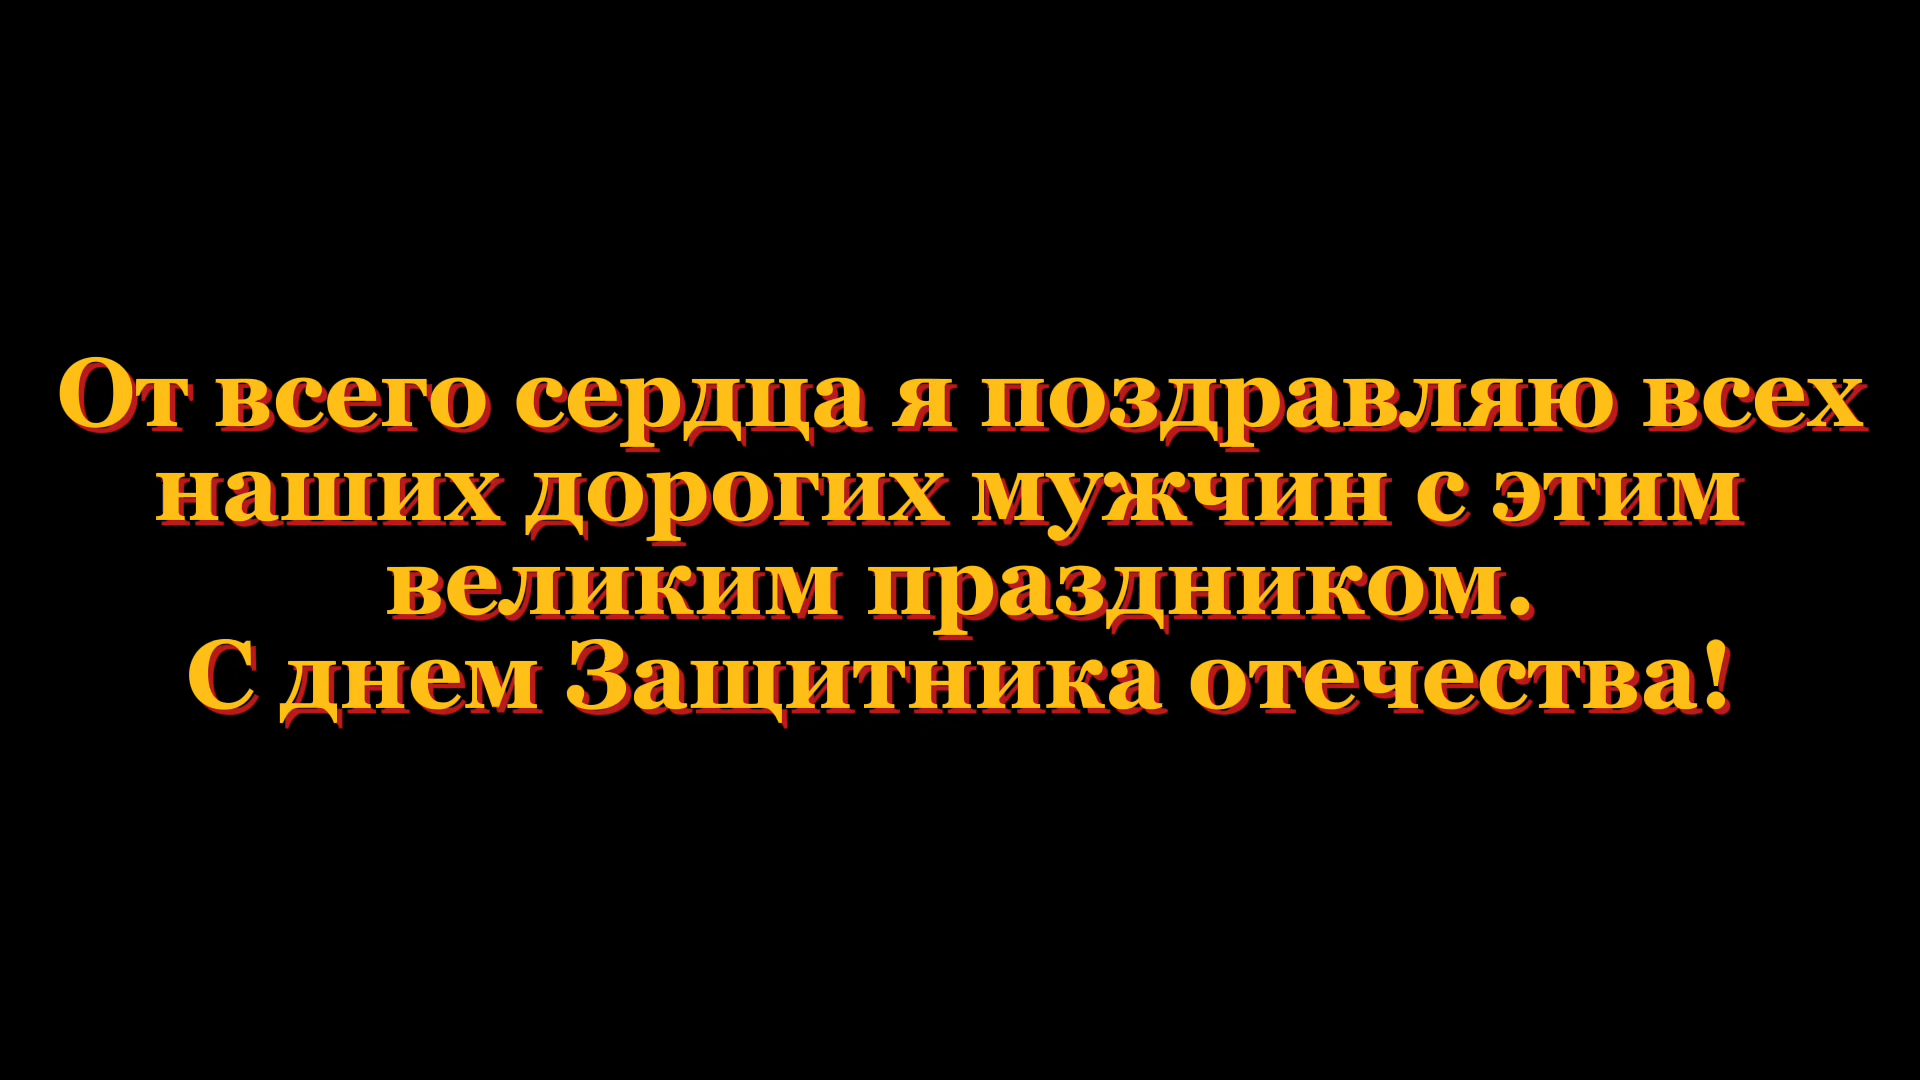 От всего сердца я поздравляю всех
наших дорогих мужчин с этим
великим праздником.
С днем Защитника отечества!